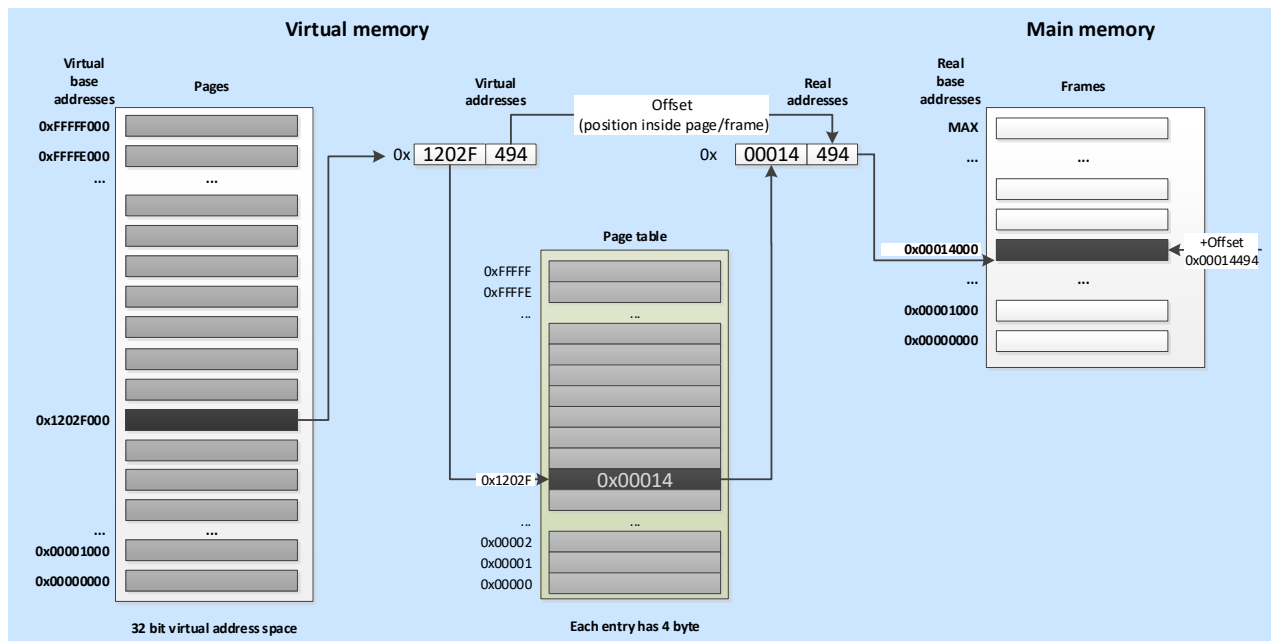 Virtual memory
Main memory
Virtual
base
addresses
Pages
0xFFFFF000
0xFFFFE000
...
...
0x1202F000
...
...
0x00001000
0x00000000
32 bit virtual address space
Virtual
addresses
0x 1202F 494
Offset
(position inside page/frame)
Real
addresses
0x 00014 494
Page table
0xFFFFF
0xFFFFE
...
...
0x1202F
0x00014
...
...
0x00002
0x00001
0x00000
Each entry has 4 byte
Real
base
addresses
Frames
MAX
...
...
0x00014000
+Offset
0x00014494
...
...
0x00001000
0x00000000